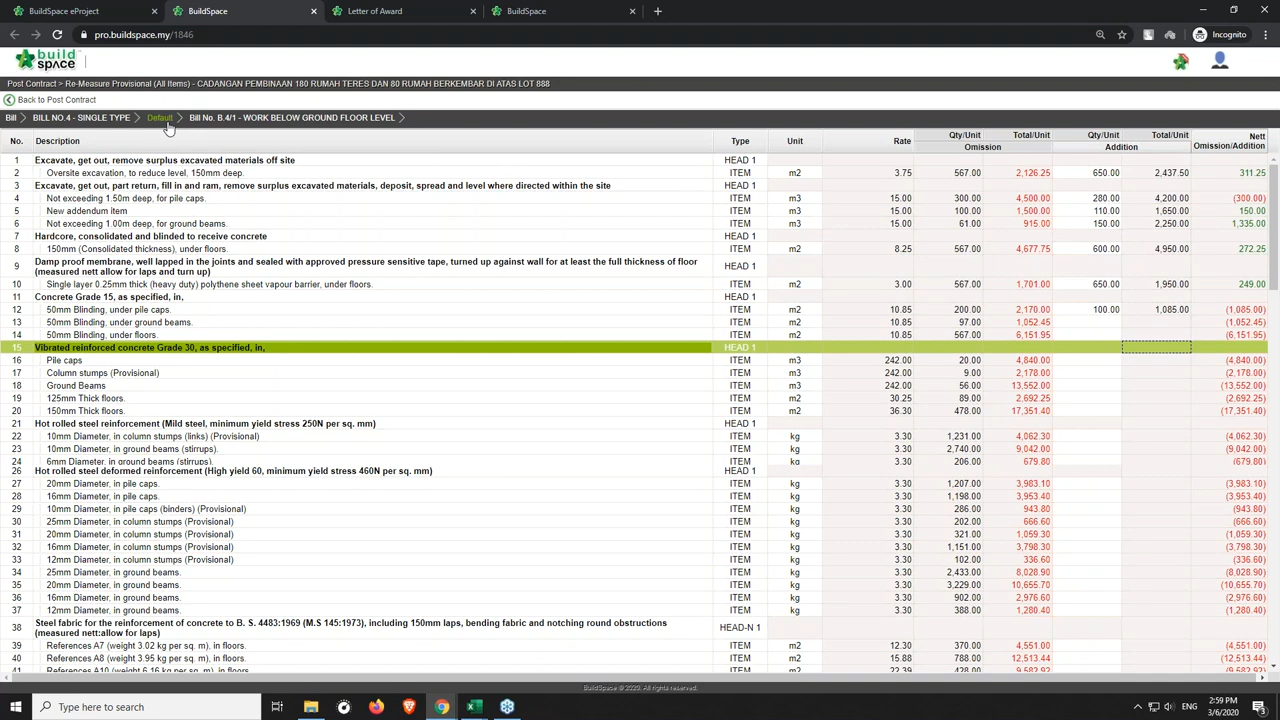 BuildSpace eProject × BuildSpace × Letter of Award × BuildSpace × +
pro.buildspace.my/1846 Incognito
build space
Post Contract > Re-Measure Provisional (All Items) - CADANGAN PEMBINAAN 180 RUMAH TERES DAN 80 RUMAH BERKEMBAR DI ATAS LOT 888
Back to Post Contract
Bill BILL NO.4 - SINGLE TYPE Default Bill No. B.4/1 - WORK BELOW GROUND FLOOR LEVEL
No. Description Type Unit Rate Qty/Unit Total/Unit Qty/Unit Total/Unit Nett Omission/Addition
Omission Addition
1 Excavate, get out, remove surplus excavated materials off site HEAD 1
2 Oversite excavation, to reduce level, 150mm deep. ITEM m2 3.75 567.00 2,126.25 650.00 2,437.50 311.25
3 Excavate, get out, part return, fill in and ram, remove surplus excavated materials, deposit, spread and level where directed within the site HEAD 1
4 Not exceeding 1.50m deep, for pile caps. ITEM m3 15.00 300.00 4,500.00 280.00 4,200.00 (300.00)
5 New addendum item ITEM m3 15.00 100.00 1,500.00 110.00 1,650.00 150.00
6 Not exceeding 1.00m deep, for ground beams. ITEM m3 15.00 61.00 915.00 150.00 2,250.00 1,335.00
7 Hardcore, consolidated and blinded to receive concrete HEAD 1
8 150mm (Consolidated thickness), under floors. ITEM m2 8.25 567.00 4,677.75 600.00 4,950.00 272.25
9 Damp proof membrane, well lapped in the joints and sealed with approved pressure sensitive tape, turned up against wall for at least the full thickness of floor HEAD 1
(measured nett allow for laps and turn up)
10 Single layer 0.25mm thick (heavy duty) polythene sheet vapour barrier, under floors. ITEM m2 3.00 567.00 1,701.00 650.00 1,950.00 249.00
11 Concrete Grade 15, as specified, in, HEAD 1
12 50mm Blinding, under pile caps. ITEM m2 10.85 200.00 2,170.00 100.00 1,085.00 (1,085.00)
13 50mm Blinding, under ground beams. ITEM m2 10.85 97.00 1,052.45 (1,052.45)
14 50mm Blinding, under floors. ITEM m2 10.85 567.00 6,151.95 (6,151.95)
15 Vibrated reinforced concrete Grade 30, as specified, in, HEAD 1
16 Pile caps ITEM m3 242.00 20.00 4,840.00 (4,840.00)
17 Column stumps (Provisional) ITEM m3 242.00 9.00 2,178.00 (2,178.00)
18 Ground Beams ITEM m3 242.00 56.00 13,552.00 (13,552.00)
19 125mm Thick floors. ITEM m2 30.25 89.00 2,692.25 (2,692.25)
20 150mm Thick floors. ITEM m2 36.30 478.00 17,351.40 (17,351.40)
21 Hot rolled steel reinforcement (Mild steel, minimum yield stress 250N per sq. mm) HEAD 1
22 10mm Diameter, in column stumps (links) (Provisional) ITEM kg 3.30 1,231.00 4,062.30 (4,062.30)
23 10mm Diameter, in ground beams (stirrups). ITEM kg 3.30 2,740.00 9,042.00 (9,042.00)
24 6mm Diameter, in ground beams (stirrups). ITEM kg 3.30 206.00 679.80 (679.80)
26 Hot rolled steel deformed reinforcement (High yield 60, minimum yield stress 460N per sq. mm) HEAD 1
27 20mm Diameter, in pile caps. ITEM kg 3.30 1,207.00 3,983.10 (3,983.10)
28 16mm Diameter, in pile caps. ITEM kg 3.30 1,198.00 3,953.40 (3,953.40)
29 10mm Diameter, in pile caps (binders) (Provisional) ITEM kg 3.30 286.00 943.80 (943.80)
30 25mm Diameter, in column stumps (Provisional) ITEM kg 3.30 202.00 666.60 (666.60)
31 20mm Diameter, in column stumps (Provisional) ITEM kg 3.30 321.00 1,059.30 (1,059.30)
32 16mm Diameter, in column stumps (Provisional) ITEM kg 3.30 1,151.00 3,798.30 (3,798.30)
33 12mm Diameter, in column stumps (Provisional) ITEM kg 3.30 102.00 336.60 (336.60)
34 25mm Diameter, in ground beams. ITEM kg 3.30 2,433.00 8,028.90 (8,028.90)
35 20mm Diameter, in ground beams. ITEM kg 3.30 3,229.00 10,655.70 (10,655.70)
36 16mm Diameter, in ground beams. ITEM kg 3.30 902.00 2,976.60 (2,976.60)
37 12mm Diameter, in ground beams. ITEM kg 3.30 388.00 1,280.40 (1,280.40)
38 Steel fabric for the reinforcement of concrete to B. S. 4483:1969 (M.S 145:1973), including 150mm laps, bending fabric and notching round obstructions HEAD-N 1
(measured nett:allow for laps)
39 References A7 (weight 3.02 kg per sq. m), in floors. ITEM m2 12.30 370.00 4,551.00 (4,551.00)
40 References A8 (weight 3.95 kg per sq. m), in floors. ITEM m2 15.88 788.00 12,513.44 (12,513.44)
41 References A10 (weight 6.16 kg per sq. m), in floors. ITEM m2 22.39 428.00 9,582.92 (9,582.92)
BuildSpace © 2020. All rights reserved.
Type here to search ENG 2:59 PM 3/6/2020 3